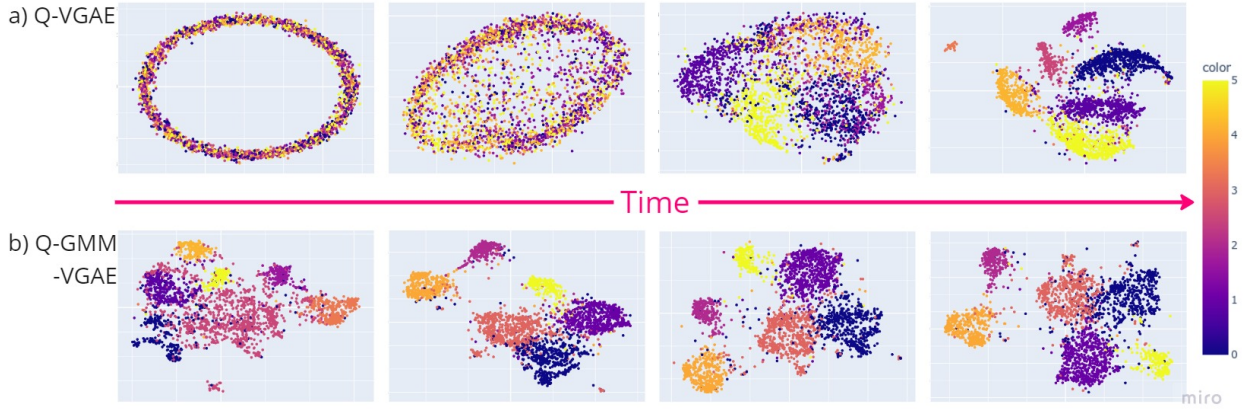 a) Q-VGAE
color
5
4
3
2
1
0
Time
b) Q-GMM
-VGAE
miro